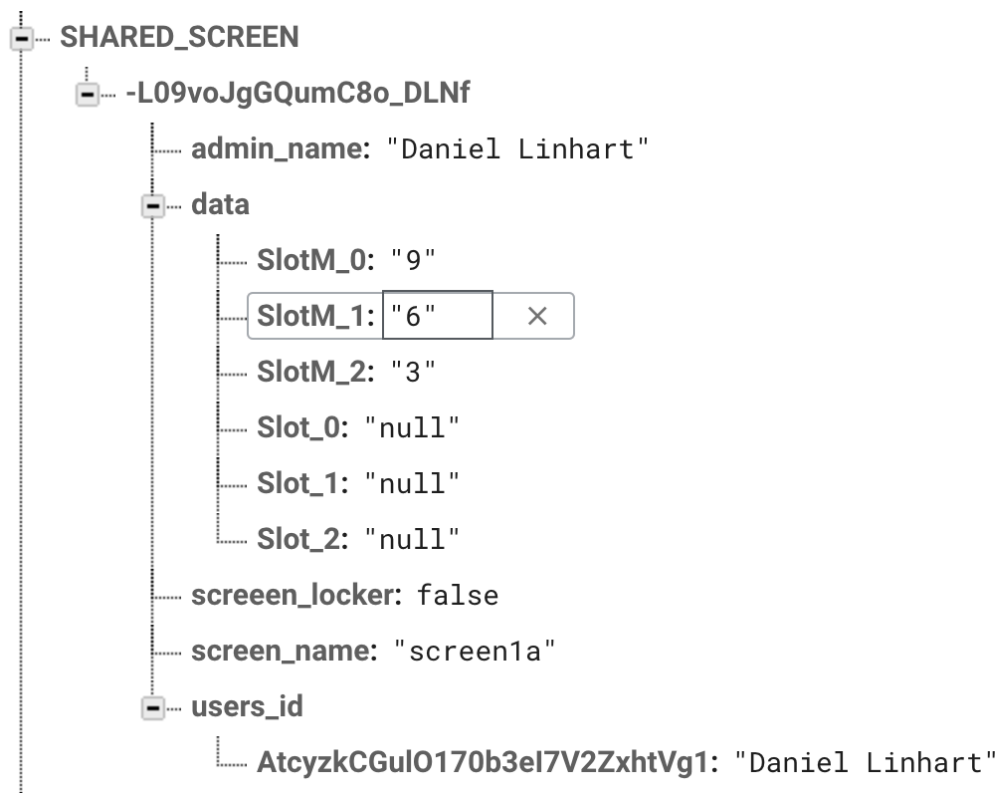 SHARED_SCREEN
-L09voJgGQumC8o_DLNf
admin_name: "Daniel Linhart"
data
SlotM_0: "9"
SlotM_1: "6" ×
SlotM_2: "3"
Slot_0: "null"
Slot_1: "null"
Slot_2: "null"
screeen_locker: false
screen_name: "screen1a"
users_id
AtcyzkCGulO170b3eI7V2ZxhtVg1: "Daniel Linhart"